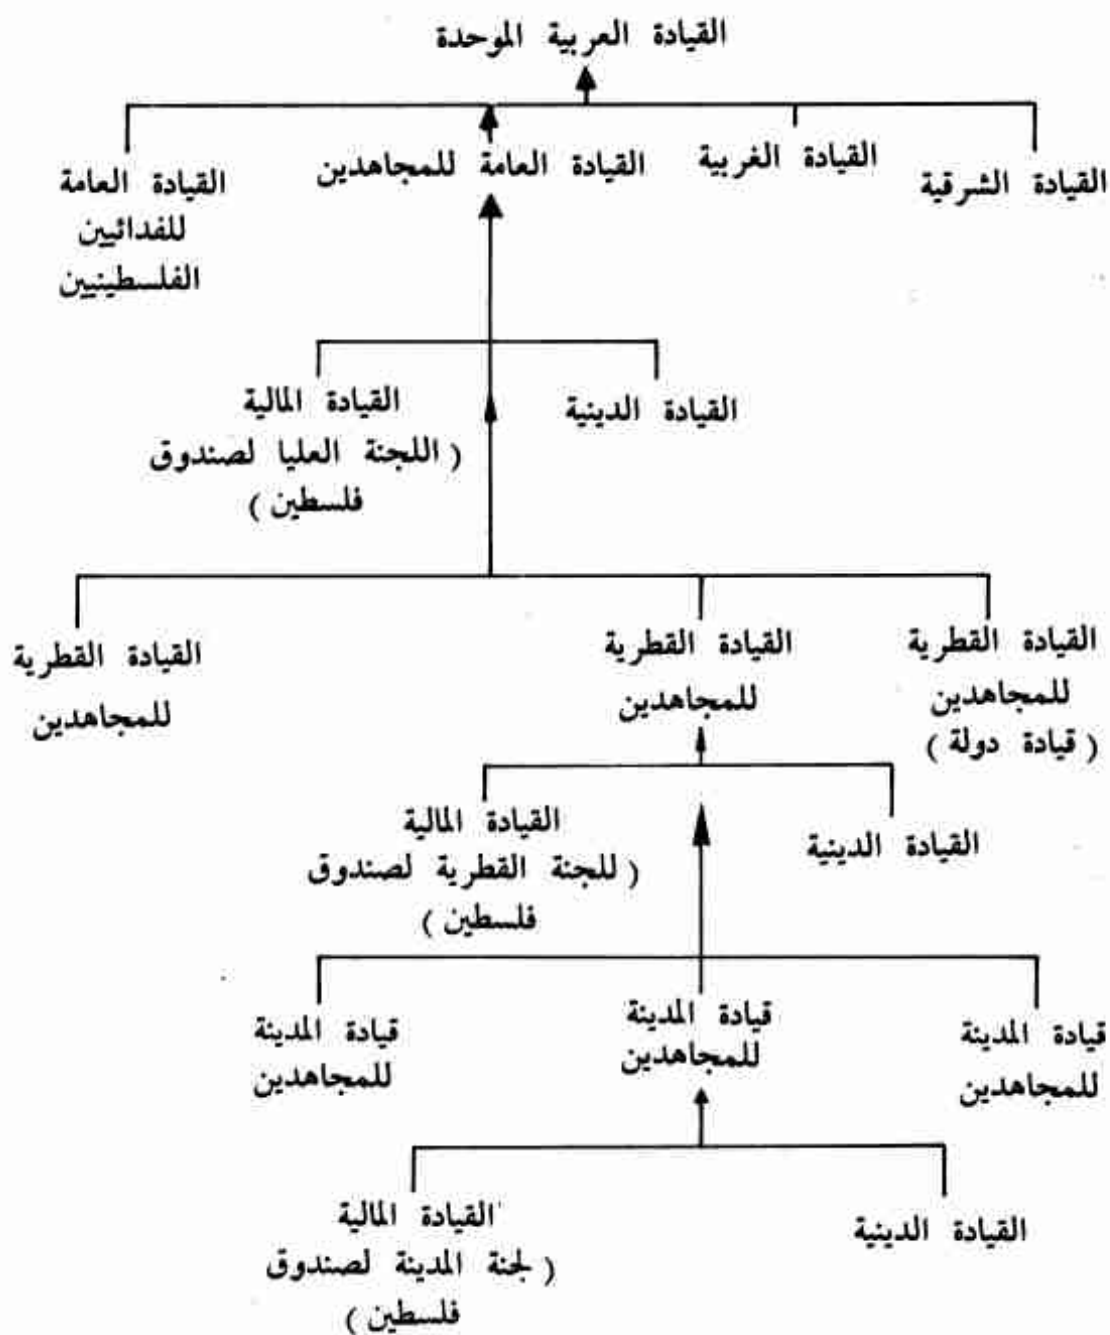 القيادة العربية الموحدة
القيادة الشرقية
القيادة الغربية
القيادة العامة للمجاهدين
القيادة العامة
للفدائيين
الفلسطينيين
القيادة الدينية
القيادة المالية
( اللجنة العليا لصندوق
فلسطين )
القيادة القطرية
للمجاهدين
( قيادة دولة )
القيادة القطرية
للمجاهدين
القيادة القطرية
للمجاهدين
القيادة الدينية
القيادة المالية
( للجنة القطرية لصندوق
فلسطين )
قيادة المدينة
للمجاهدين
قيادة المدينة
للمجاهدين
قيادة المدينة
للمجاهدين
القيادة الدينية
القيادة المالية
( لجنة المدينة لصندوق
فلسطين )